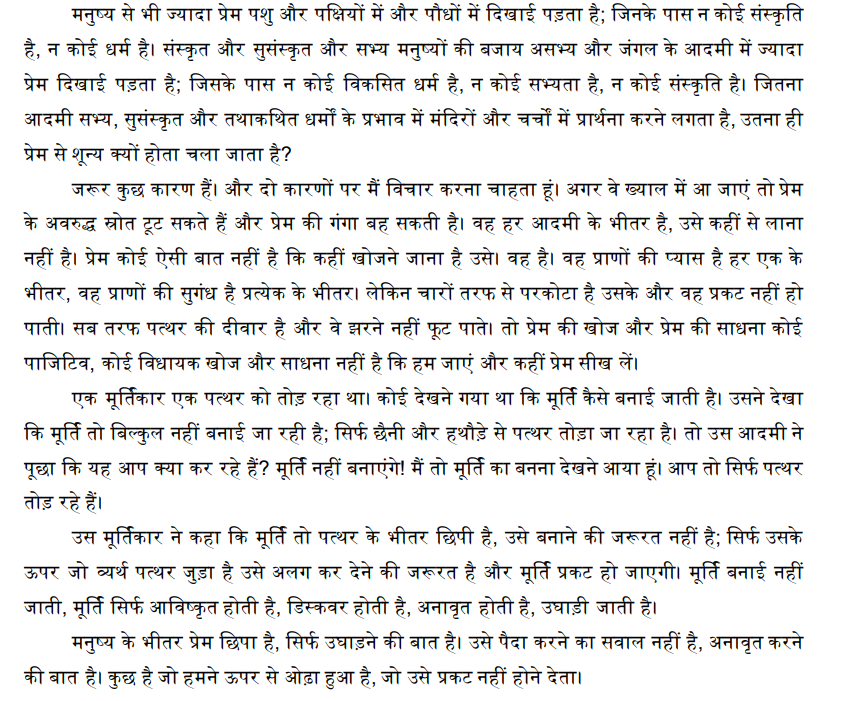 मनुष्य से भी ज्यादा प्रेम पशु और पक्षियों में और पौधों में दिखाई पड़ता है; जिनके पास न कोई संस्कृति
है, न कोई धर्म है। संस्कृत और सुसंस्कृत और सभ्य मनुष्यों की बजाय असभ्य और जंगल के आदमी में ज्यादा
प्रेम दिखाई पड़ता है; जिसके पास न कोई विकसित धर्म है, न कोई सभ्यता है, न कोई संस्कृति है। जितना
आदमी सभ्य, सुसंस्कृत और तथाकथित धर्मों के प्रभाव में मंदिरों और चर्चों में प्रार्थना करने लगता है, उतना ही
प्रेम से शून्य क्यों होता चला जाता है?
जरूर कुछ कारण हैं। और दो कारणों पर मैं विचार करना चाहता हूं। अगर वे ख्याल में आ जाएं तो प्रेम
के अवरुद्ध स्रोत टूट सकते हैं और प्रेम की गंगा बह सकती है। वह हर आदमी के भीतर है, उसे कहीं से लाना
नहीं है। प्रेम कोई ऐसी बात नहीं है कि कहीं खोजने जाना है उसे। वह है। वह प्राणों की प्यास है हर एक के
भीतर, वह प्राणों की सुगंध है प्रत्येक के भीतर। लेकिन चारों तरफ से परकोटा है उसके और वह प्रकट नहीं हो
पाती। सब तरफ पत्थर की दीवार है और वे झरने नहीं फूट पाते। तो प्रेम की खोज और प्रेम की साधना कोई
पाजिटिव, कोई विधायक खोज और साधना नहीं है कि हम जाएं और कहीं प्रेम सीख लें।
एक मूर्तिकार एक पत्थर को तोड़ रहा था। कोई देखने गया था कि मूर्ति कैसे बनाई जाती है। उसने देखा
कि मूर्ति तो बिल्कुल नहीं बनाई जा रही है; सिर्फ छैनी और हथौड़े से पत्थर तोड़ा जा रहा है। तो उस आदमी ने
पूछा कि यह आप क्या कर रहे हैं? मूर्ति नहीं बनाएंगे! मैं तो मूर्ति का बनना देखने आया हूं। आप तो सिर्फ पत्थर
तोड़ रहे हैं।
उस मूर्तिकार ने कहा कि मूर्ति तो पत्थर के भीतर छिपी है, उसे बनाने की जरूरत नहीं है; सिर्फ उसके
ऊपर जो व्यर्थ पत्थर जुड़ा है उसे अलग कर देने की जरूरत है और मूर्ति प्रकट हो जाएगी। मूर्ति बनाई नहीं
जाती, मूर्ति सिर्फ आविष्कृत होती है, डिस्कवर होती है, अनावृत होती है, उघाड़ी जाती है।
मनुष्य के भीतर प्रेम छिपा है, सिर्फ उघाड़ने की बात है। उसे पैदा करने का सवाल नहीं है, अनावृत करने
की बात है। कुछ है जो हमने ऊपर से ओढ़ा हुआ है, जो उसे प्रकट नहीं होने देता।